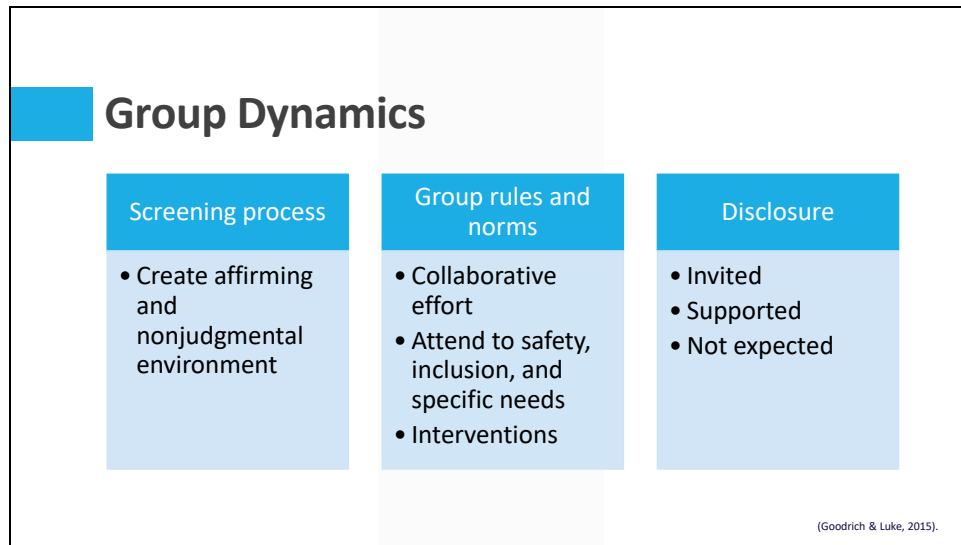 Group Dynamics
Screening process
• Create affirming
and
nonjudgmental
environment
Group rules and
norms
• Collaborative
effort
• Attend to safety,
inclusion, and
specific needs
• Interventions
Disclosure
• Invited
• Supported
• Not expected
(Goodrich & Luke, 2015).